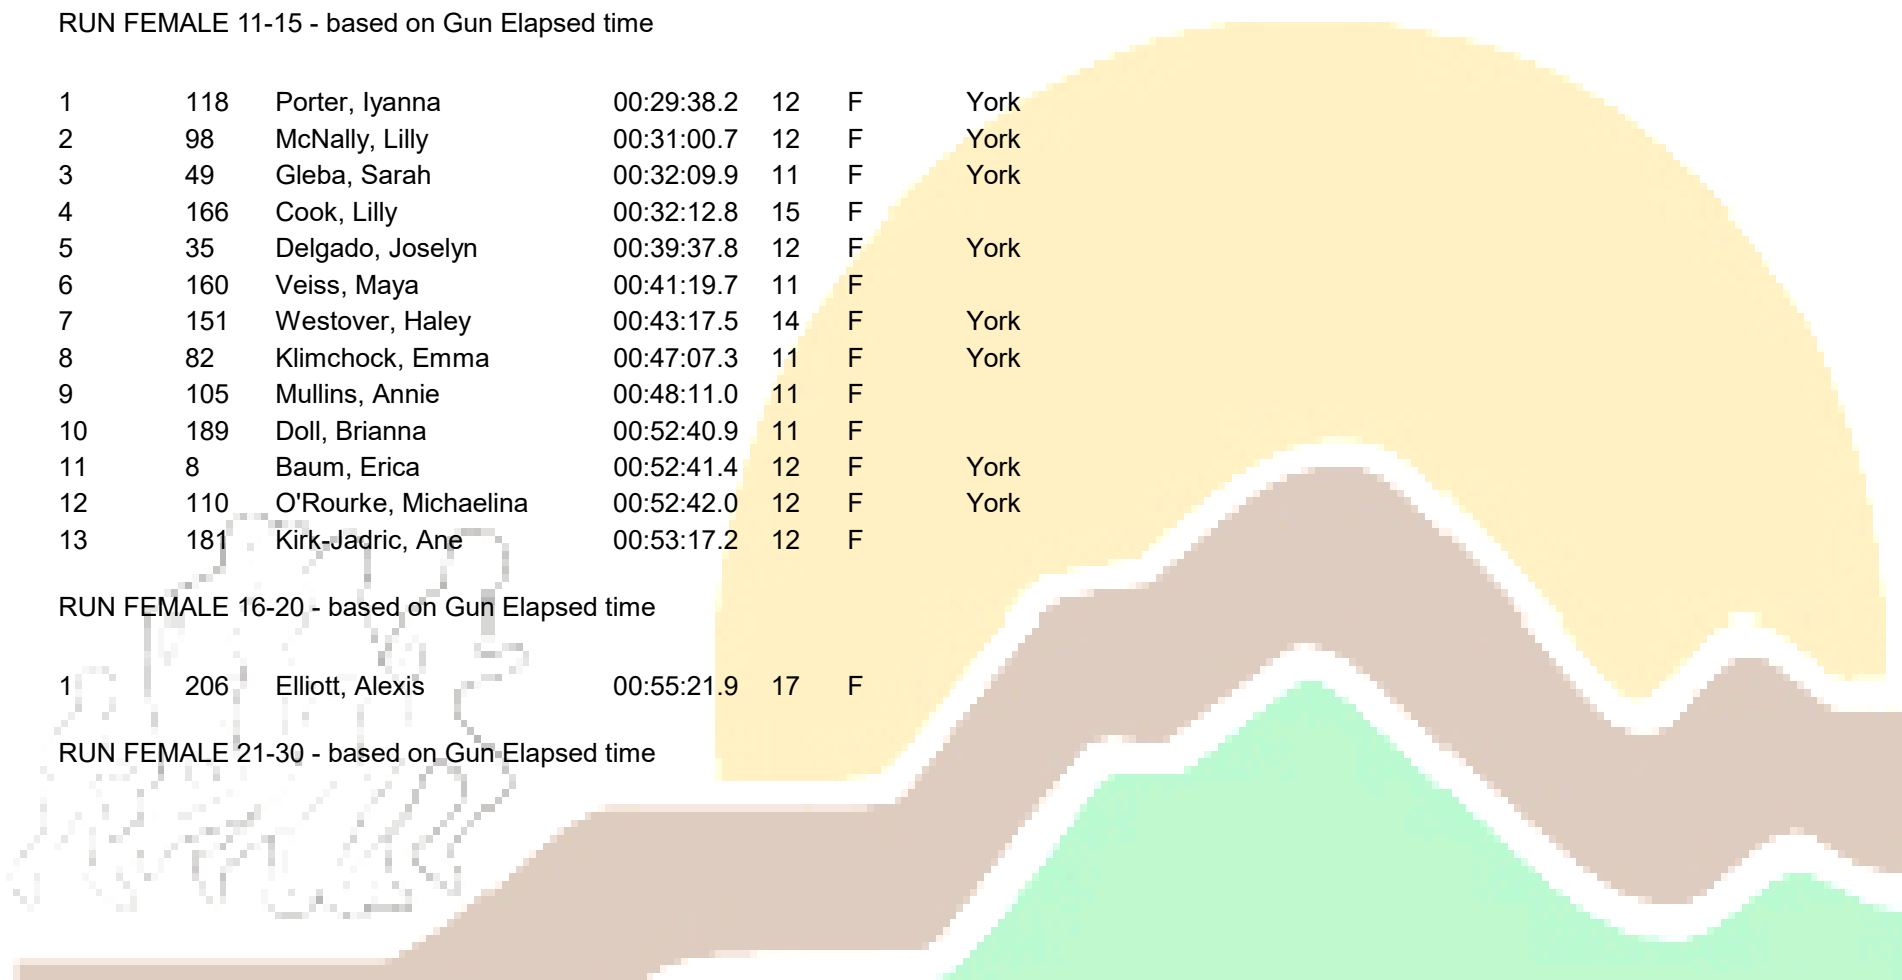 RUN FEMALE 11-15 - based on Gun Elapsed time
1 118 Porter, Iyanna 00:29:38.2 12 F York
2 98 McNally, Lilly 00:31:00.7 12 F York
3 49 Gleba, Sarah 00:32:09.9 11 F York
4 166 Cook, Lilly 00:32:12.8 15 F
5 35 Delgado, Joselyn 00:39:37.8 12 F York
6 160 Veiss, Maya 00:41:19.7 11 F
7 151 Westover, Haley 00:43:17.5 14 F York
8 82 Klimchock, Emma 00:47:07.3 11 F York
9 105 Mullins, Annie 00:48:11.0 11 F
10 189 Doll, Brianna 00:52:40.9 11 F
11 8 Baum, Erica 00:52:41.4 12 F York
12 110 O'Rourke, Michaelina 00:52:42.0 12 F York
13 181 Kirk-Jadric, Ane 00:53:17.2 12 F
RUN FEMALE 16-20 - based on Gun Elapsed time
1 206 Elliott, Alexis 00:55:21.9 17 F
RUN FEMALE 21-30 - based on Gun Elapsed time